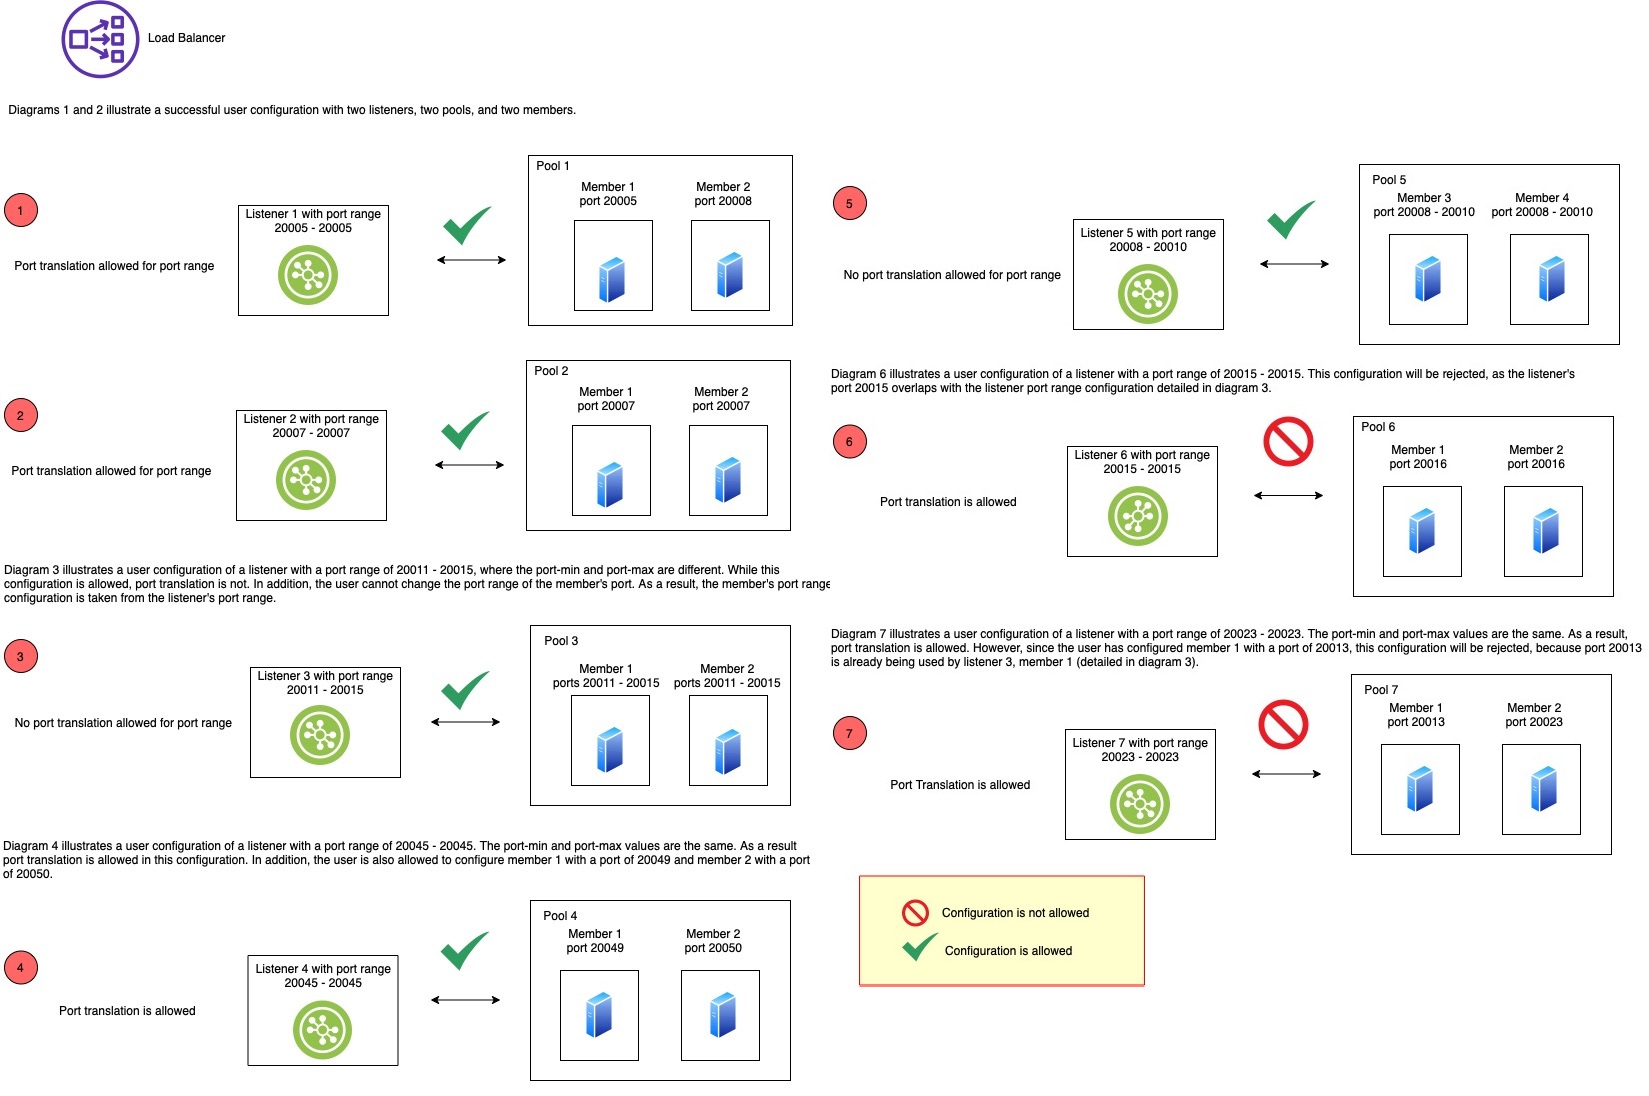 Load Balancer
Diagrams 1 and 2 illustrate a successful user configuration with two listeners, two pools, and two members.
1
Port translation allowed for port range
Listener 1 with port range
20005 - 20005
Pool 1
Member 1
port 20005
Member 2
port 20008
2
Port translation allowed for port range
Listener 2 with port range
20007 - 20007
Pool 2
Member 1
port 20007
Member 2
port 20007
Diagram 3 illustrates a user configuration of a listener with a port range of 20011 - 20015, where the port-min and port-max are different. While this
configuration is allowed, port translation is not. In addition, the user cannot change the port range of the member's port. As a result, the member's port range
configuration is taken from the listener's port range.
3
No port translation allowed for port range
Listener 3 with port range
20011 - 20015
Pool 3
Member 1
ports 20011 - 20015
Member 2
ports 20011 - 20015
Diagram 4 illustrates a user configuration of a listener with a port range of 20045 - 20045. The port-min and port-max values are the same. As a result
port translation is allowed in this configuration. In addition, the user is also allowed to configure member 1 with a port of 20049 and member 2 with a port
of 20050.
4
Port translation is allowed
Listener 4 with port range
20045 - 20045
Pool 4
Member 1
port 20049
Member 2
port 20050
5
No port translation allowed for port range
Listener 5 with port range
20008 - 20010
Pool 5
Member 3
port 20008 - 20010
Member 4
port 20008 - 20010
Diagram 6 illustrates a user configuration of a listener with a port range of 20015 - 20015. This configuration will be rejected, as the listener's
port 20015 overlaps with the listener port range configuration detailed in diagram 3.
6
Port translation is allowed
Listener 6 with port range
20015 - 20015
Pool 6
Member 1
port 20016
Member 2
port 20016
Diagram 7 illustrates a user configuration of a listener with a port range of 20023 - 20023. The port-min and port-max values are the same. As a result,
port translation is allowed. However, since the user has configured member 1 with a port of 20013, this configuration will be rejected, because port 20013
is already being used by listener 3, member 1 (detailed in diagram 3).
7
Port Translation is allowed
Listener 7 with port range
20023 - 20023
Pool 7
Member 1
port 20013
Member 2
port 20023
Configuration is not allowed
Configuration is allowed